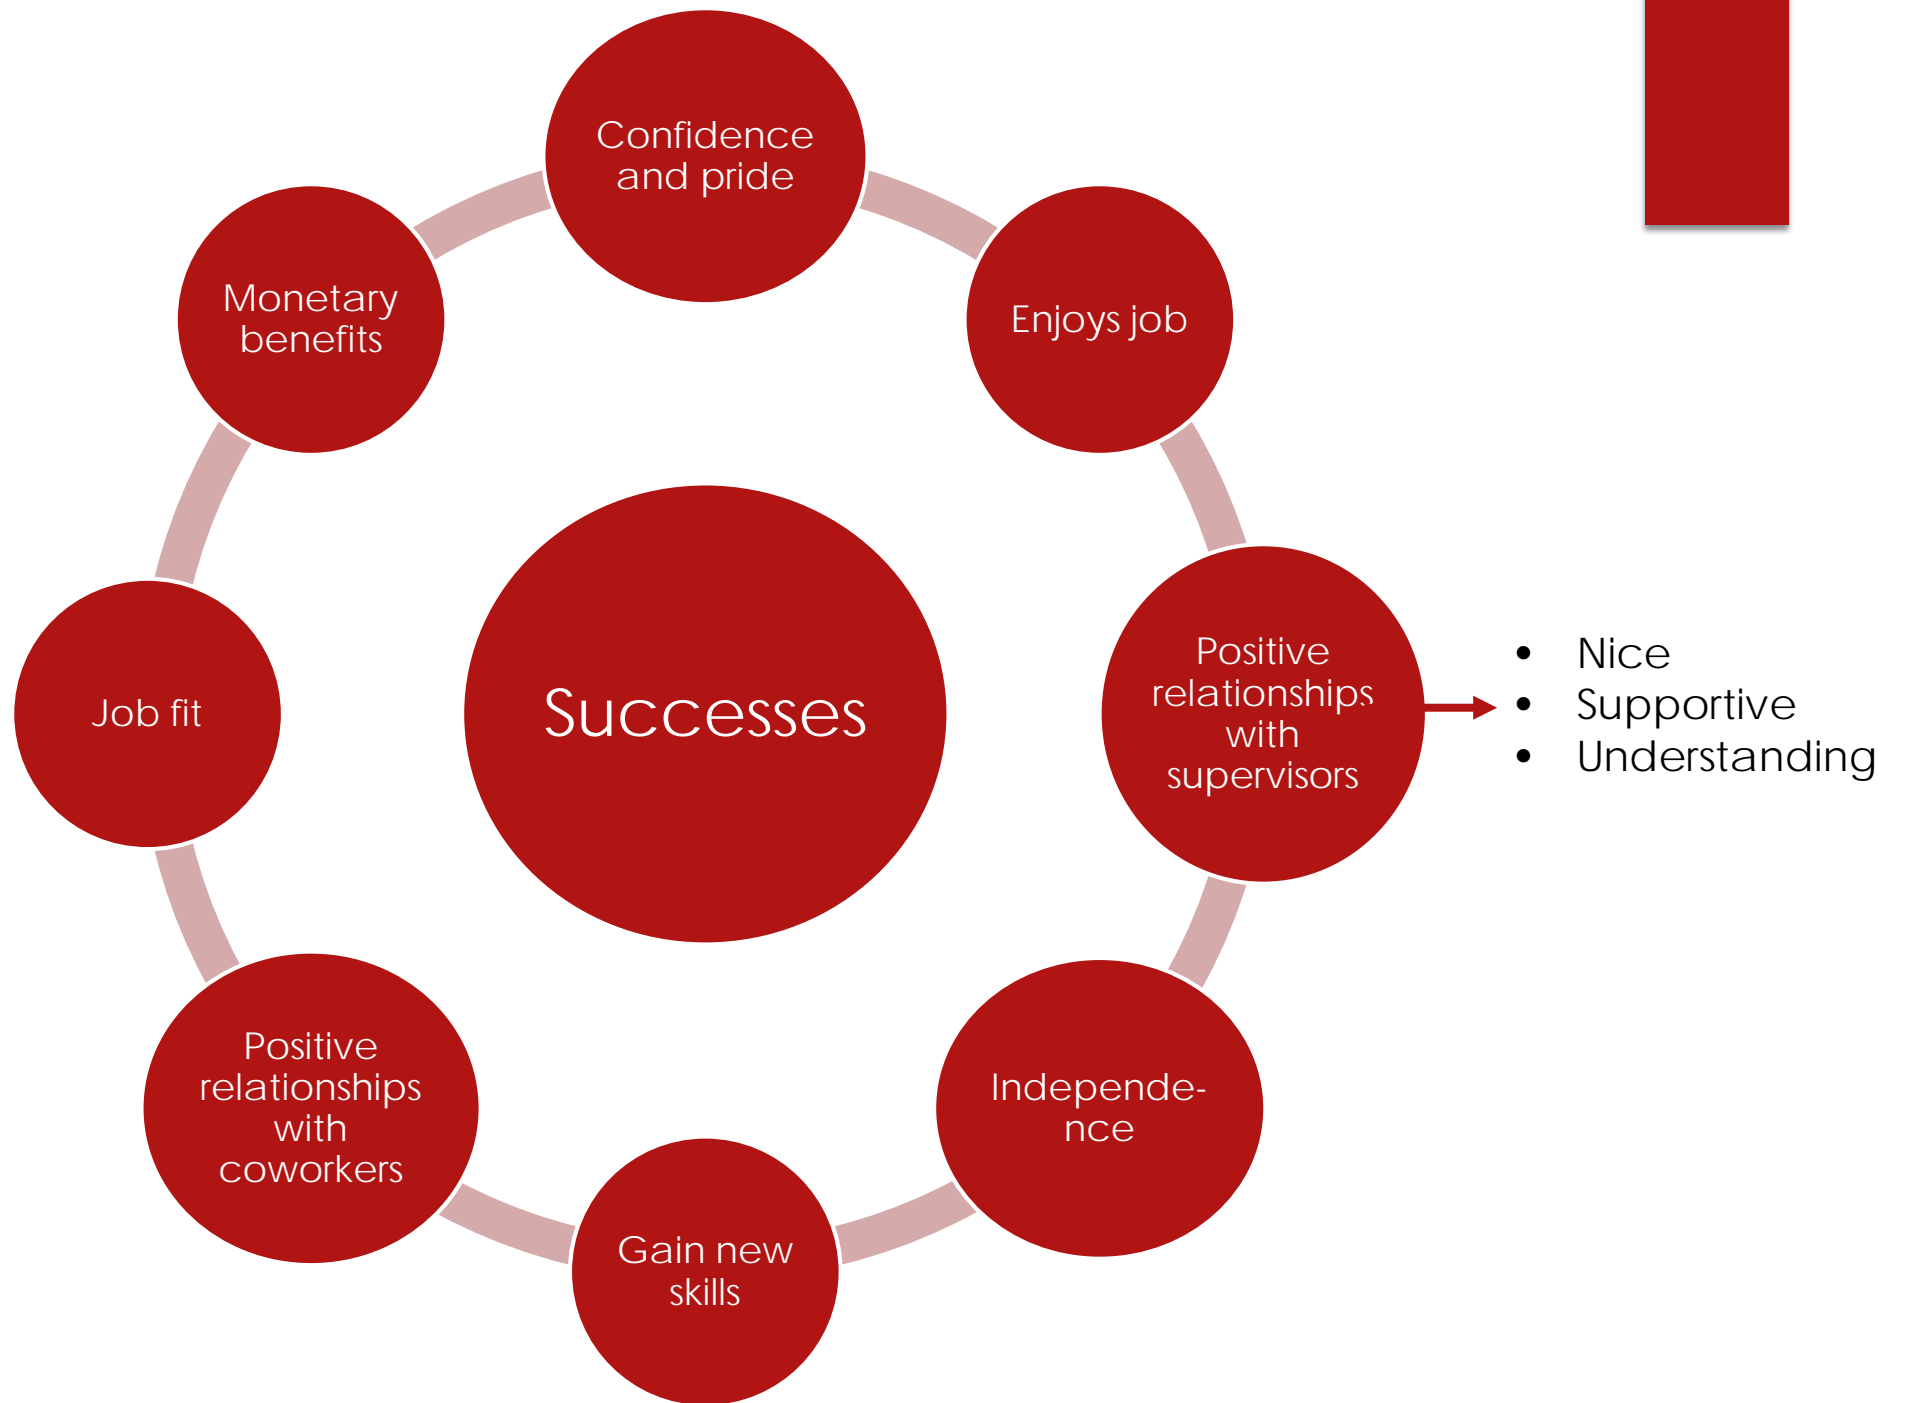 Confidence
and pride
Enjoys job
Positive
relationships
with
supervisors
• Nice
• Supportive
• Understanding
Independe-
nce
Gain new
skills
Positive
relationships
with
coworkers
Job fit
Monetary
benefits
Successes